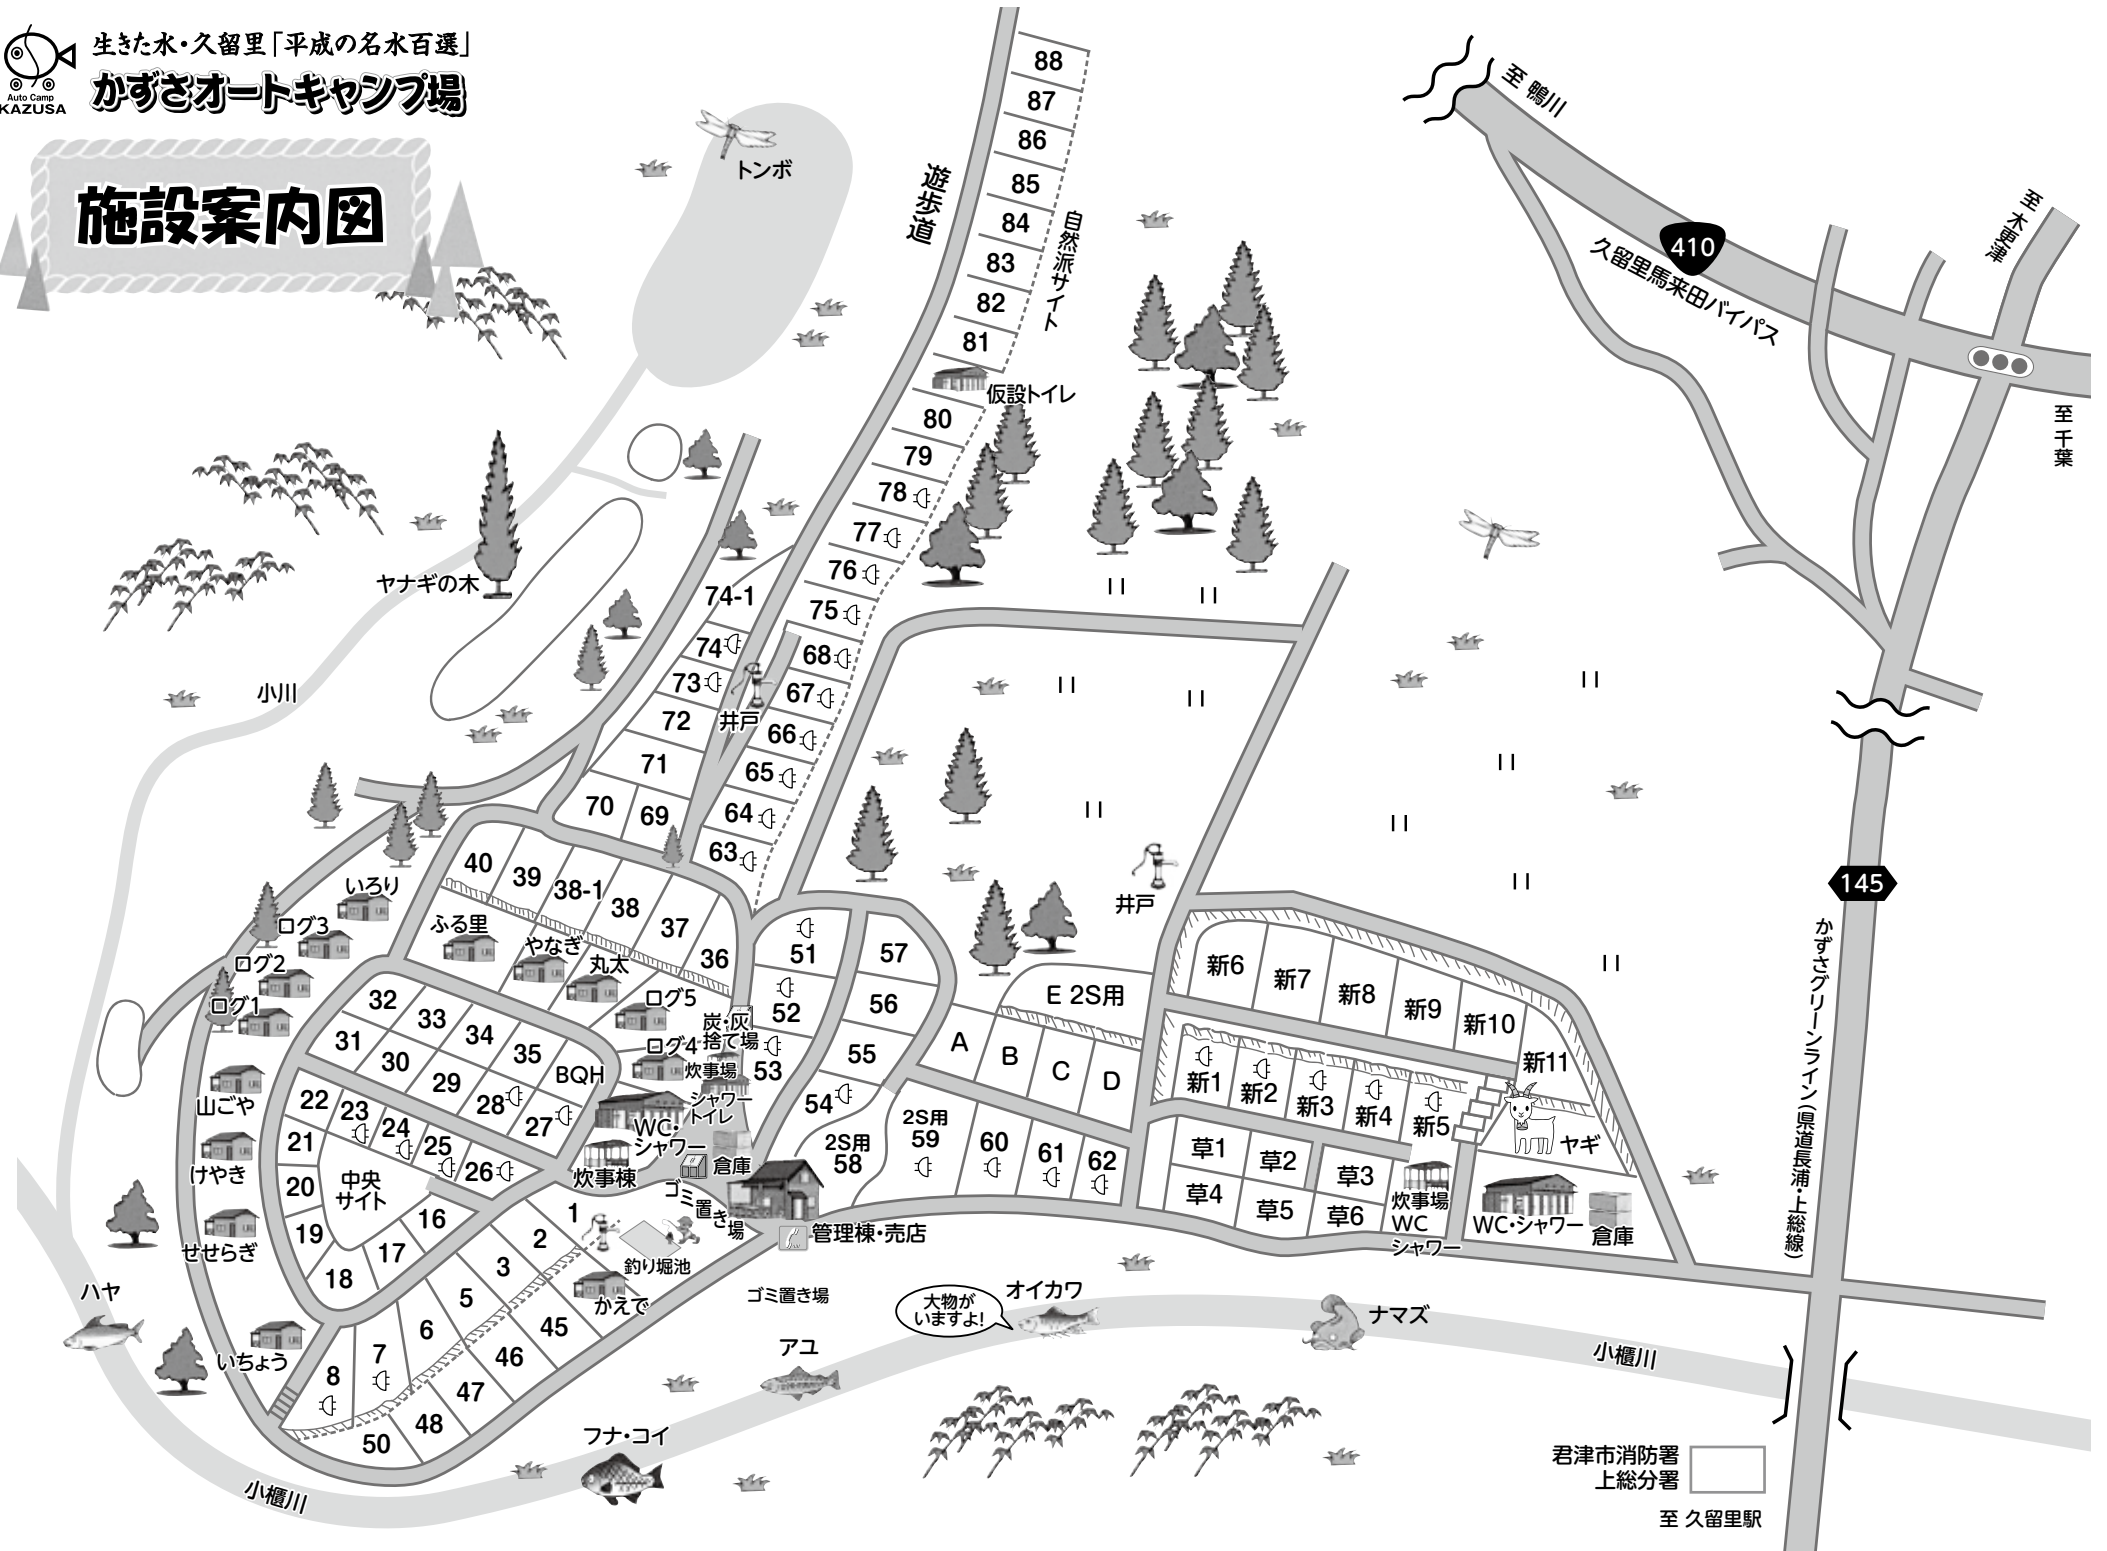 生きた水・久留里「平成の名水百選」
かずさオートキャンプ場
Auto Camp
KAZUSA
施設案内図
トンボ
遊歩道
自然派サイト
88
87
86
85
84
83
82
81
仮設トイレ
80
79
78
77
76
75
74-1
74
73
72
71
70
69
68
67
66
65
64
63
井戸
ヤナギの木
小川
至 鴨川
410
久留里馬来田バイパス
至 木更津
至 千葉
145
かずさグリーンライン(県道長浦・上総線)
40
39
38-1
38
37
36
ふる里
やなぎ
丸太
ログ5
ログ4
いろり
ログ3
ログ2
ログ1
山ごや
けやき
せせらぎ
いちょう
32
33
34
35
BQH
31
30
29
28
27
22
23
24
25
26
21
20
19
18
17
16
中央
サイト
炭・灰
捨て場
炊事場
シャワー
トイレ
WC・
シャワー
炊事棟
倉庫
ゴミ置き場
管理棟・売店
釣り堀池
かえで
1
2
3
5
6
7
8
45
46
47
48
50
51
52
53
54
55
56
57
2S用
58
2S用
59
60
61
62
A
B
C
D
E 2S用
井戸
新6
新7
新8
新9
新10
新11
新1
新2
新3
新4
新5
ヤギ
草1
草2
草3
草4
草5
草6
炊事場
WC
シャワー
WC・シャワー
倉庫
ゴミ置き場
ハヤ
アユ
フナ・コイ
大物が
いますよ!
オイカワ
ナマズ
小櫃川
小櫃川
君津市消防署
上総分署
至 久留里駅